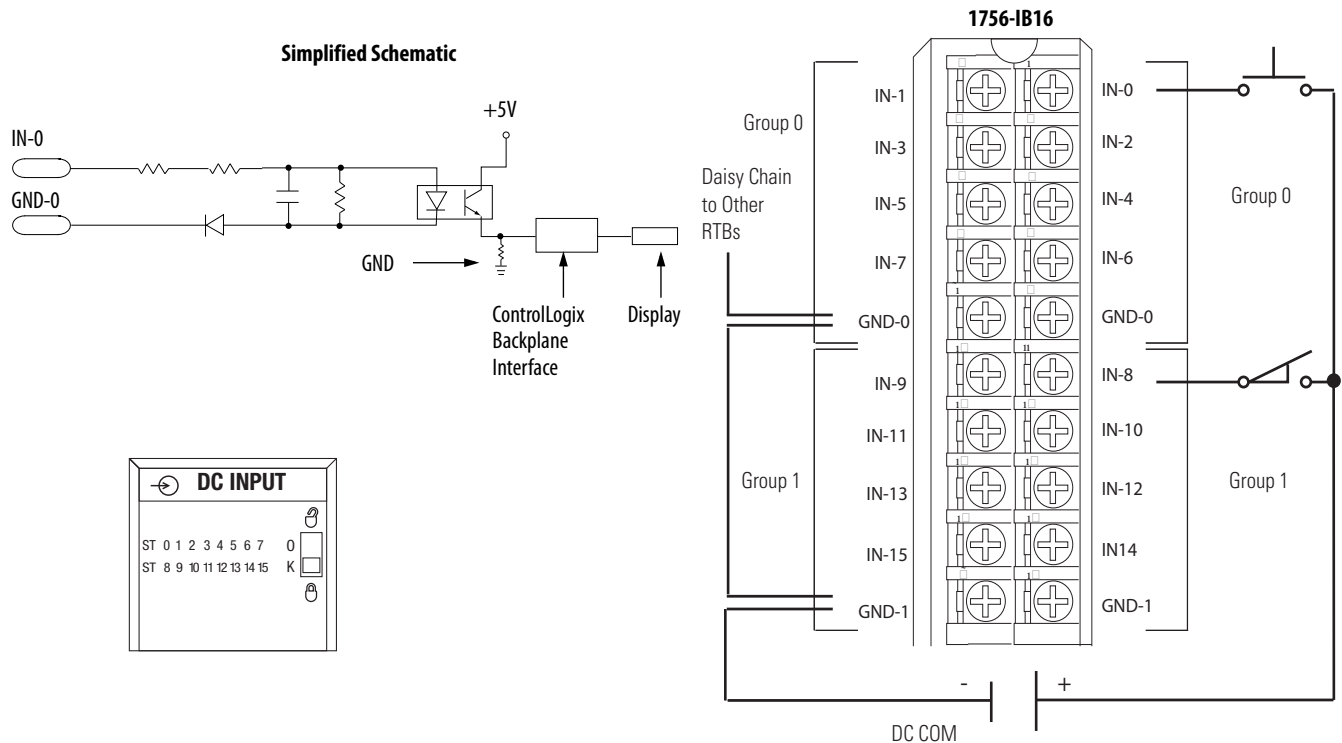 1756-IB16
Simplified Schematic
+5V
IN-0
GND-0
GND
ControlLogix
Backplane
Interface
Display
DC INPUT
ST 0 1 2 3 4 5 6 7 O
ST 8 9 10 11 12 13 14 15 K
Group 0
Daisy Chain
to Other
RTBs
Group 1
IN-1
IN-3
IN-5
IN-7
GND-0
IN-9
IN-11
IN-13
IN-15
GND-1
IN-0
IN-2
IN-4
IN-6
GND-0
IN-8
IN-10
IN-12
IN14
GND-1
Group 0
Group 1
- +
DC COM